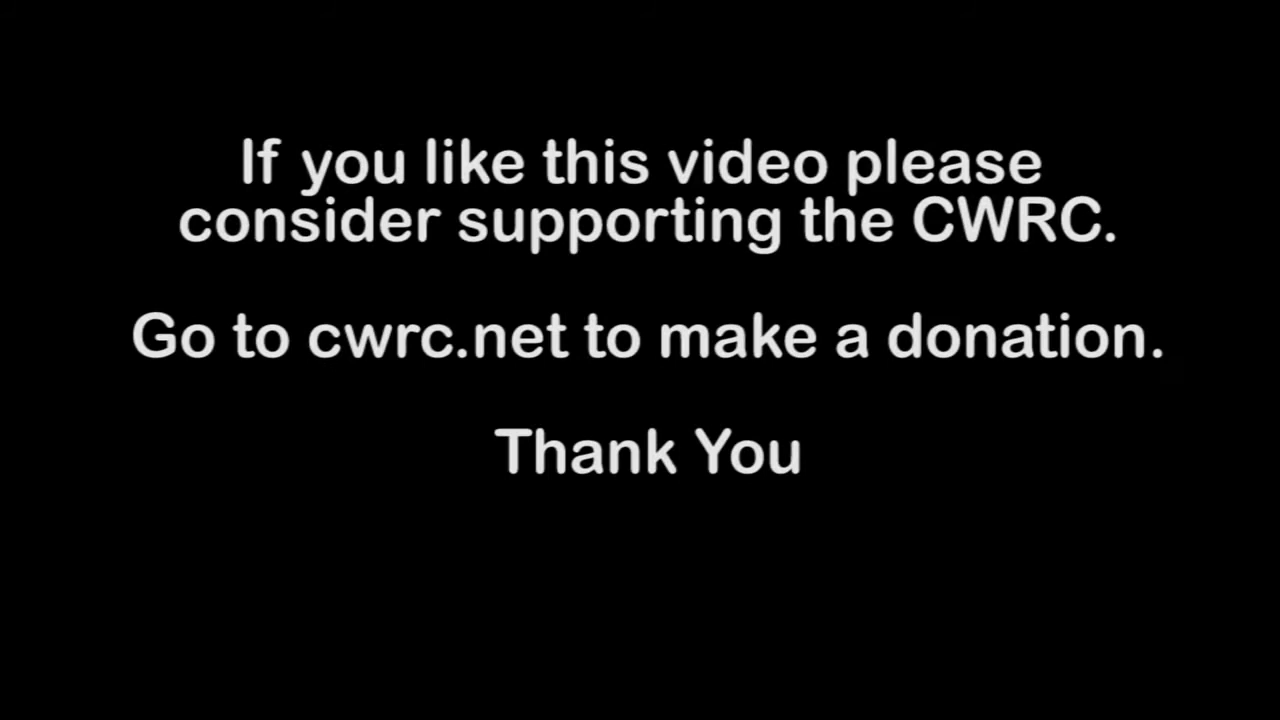 If you like this video please
consider supporting the CWRC.
Go to cwrc.net to make a donation.
Thank You